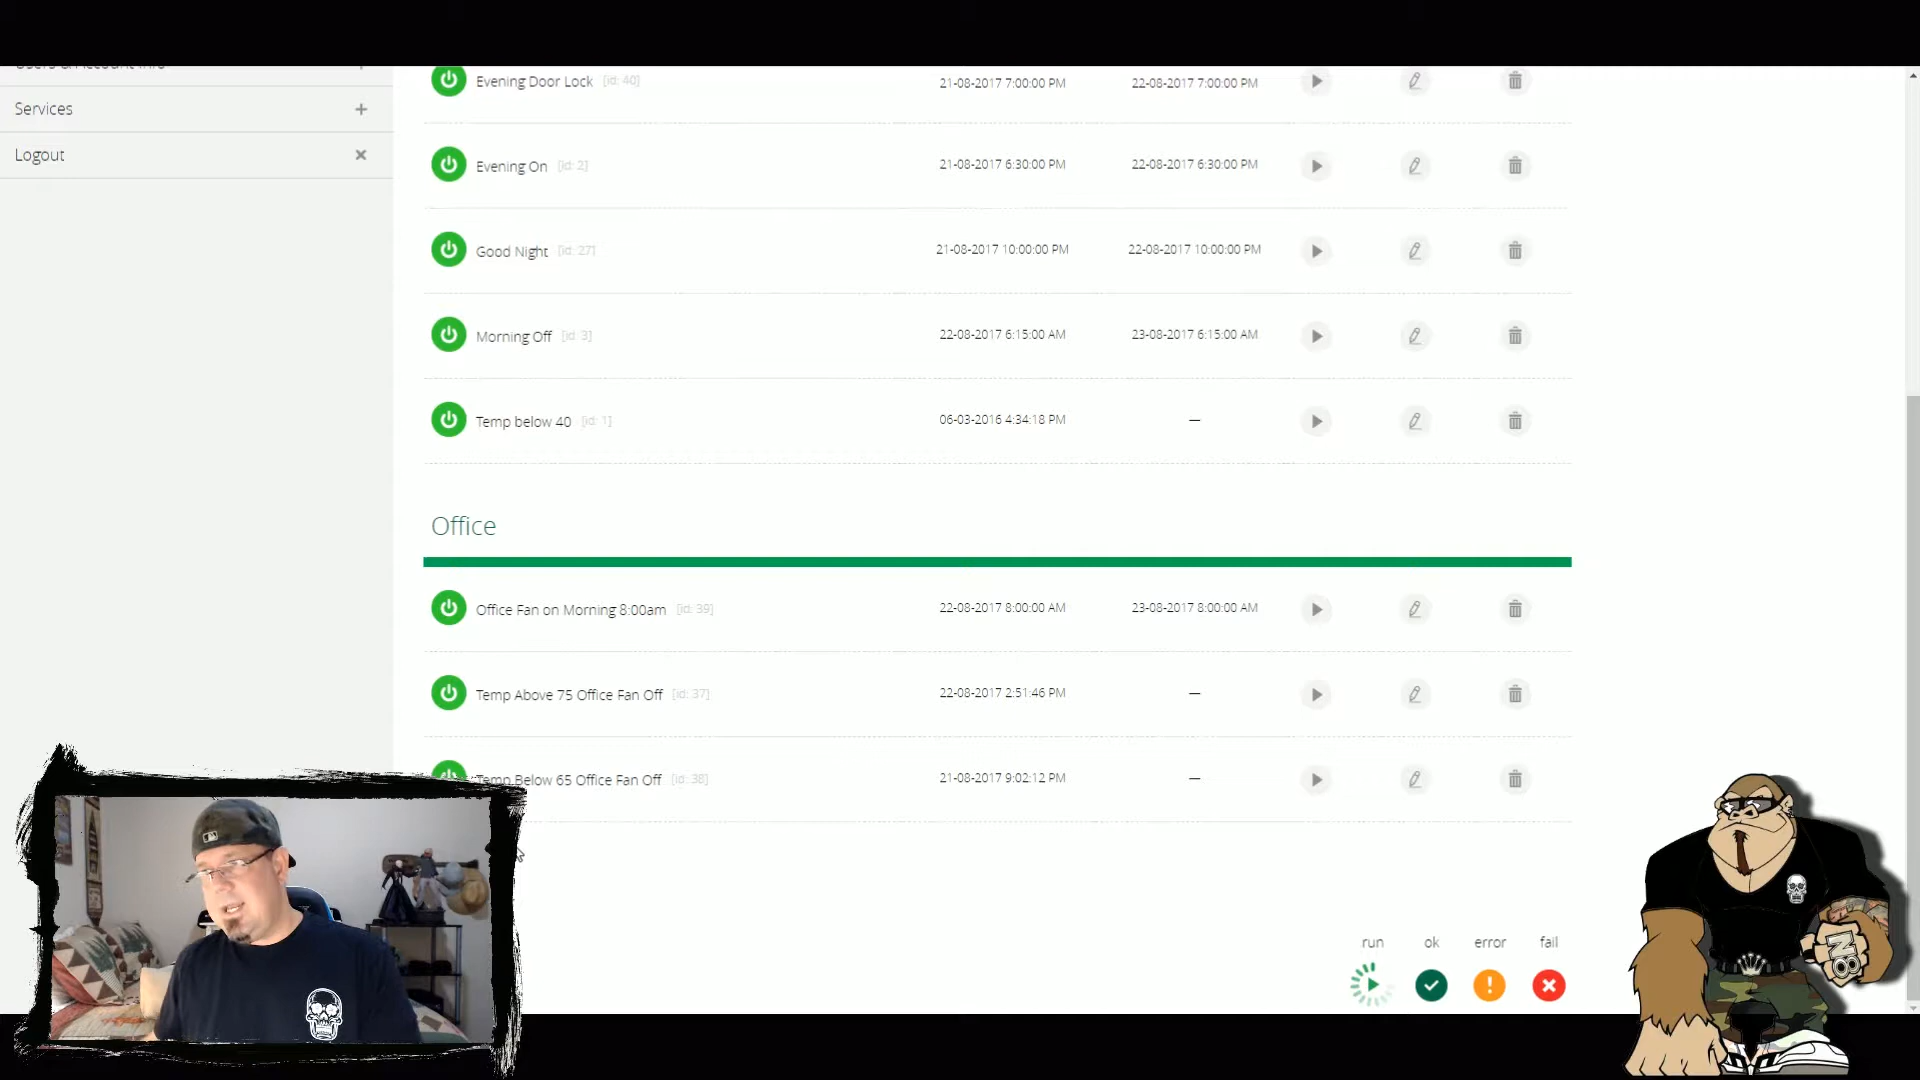 Users & Account Info +
Services +
Logout ×
Evening Door Lock [id: 40] 21-08-2017 7:00:00 PM 22-08-2017 7:00:00 PM
Evening On [id: 2] 21-08-2017 6:30:00 PM 22-08-2017 6:30:00 PM
Good Night [id: 27] 21-08-2017 10:00:00 PM 22-08-2017 10:00:00 PM
Morning Off [id: 3] 22-08-2017 6:15:00 AM 23-08-2017 6:15:00 AM
Temp below 40 [id: 1] 06-03-2016 4:34:18 PM —
Office
Office Fan on Morning 8:00am [id: 39] 22-08-2017 8:00:00 AM 23-08-2017 8:00:00 AM
Temp Above 75 Office Fan Off [id: 37] 22-08-2017 2:51:46 PM —
Temp Below 65 Office Fan Off [id: 38] 21-08-2017 9:02:12 PM —
run ok error fail